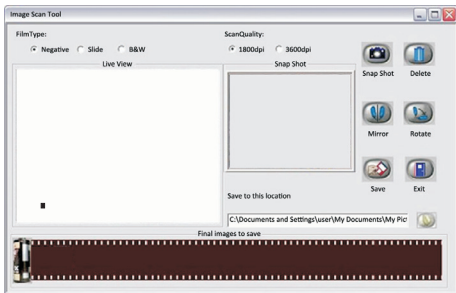 Image Scan Tool
FilmType:
Negative Slide B&W
ScanQuality:
1800dpi 3600dpi
Live View
Snap Shot
Snap Shot Delete
Mirror Rotate
Save Exit
Save to this location
C:\Documents and Settings\user\My Documents\My Pic
Final images to save